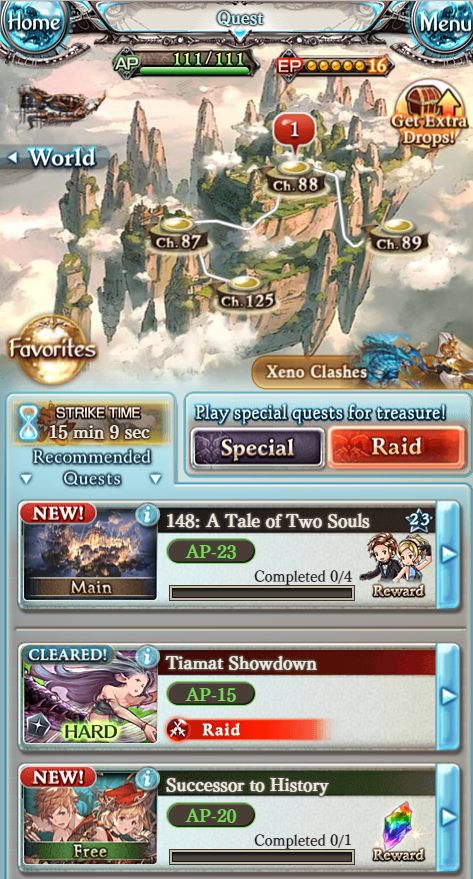 Home
Quest
Menu
AP 111/111
EP 16
Get Extra
Drops!
World
1
Ch. 88
Ch. 87
Ch. 89
Ch. 125
Favorites
Xeno Clashes
STRIKE TIME
15 min 9 sec
Recommended
Quests
Play special quests for treasure!
Special
Raid
NEW!
i
148: A Tale of Two Souls
23
AP-23
Completed 0/4
Main
Reward
CLEARED!
i
Tiamat Showdown
AP-15
HARD
Raid
NEW!
i
Successor to History
AP-20
Completed 0/1
Free
Reward